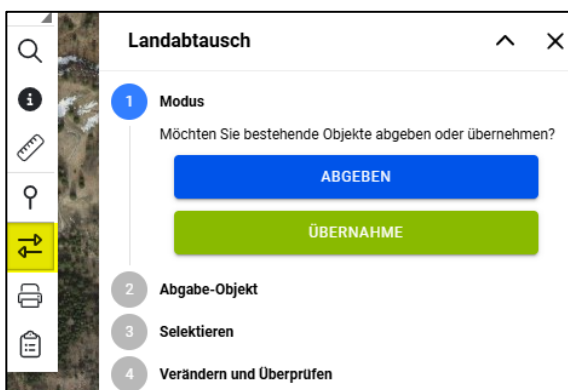 Landabtausch
1 Modus
Möchten Sie bestehende Objekte abgeben oder übernehmen?
ABGEBEN
ÜBERNAHME
2 Abgabe-Objekt
3 Selektieren
4 Verändern und Überprüfen